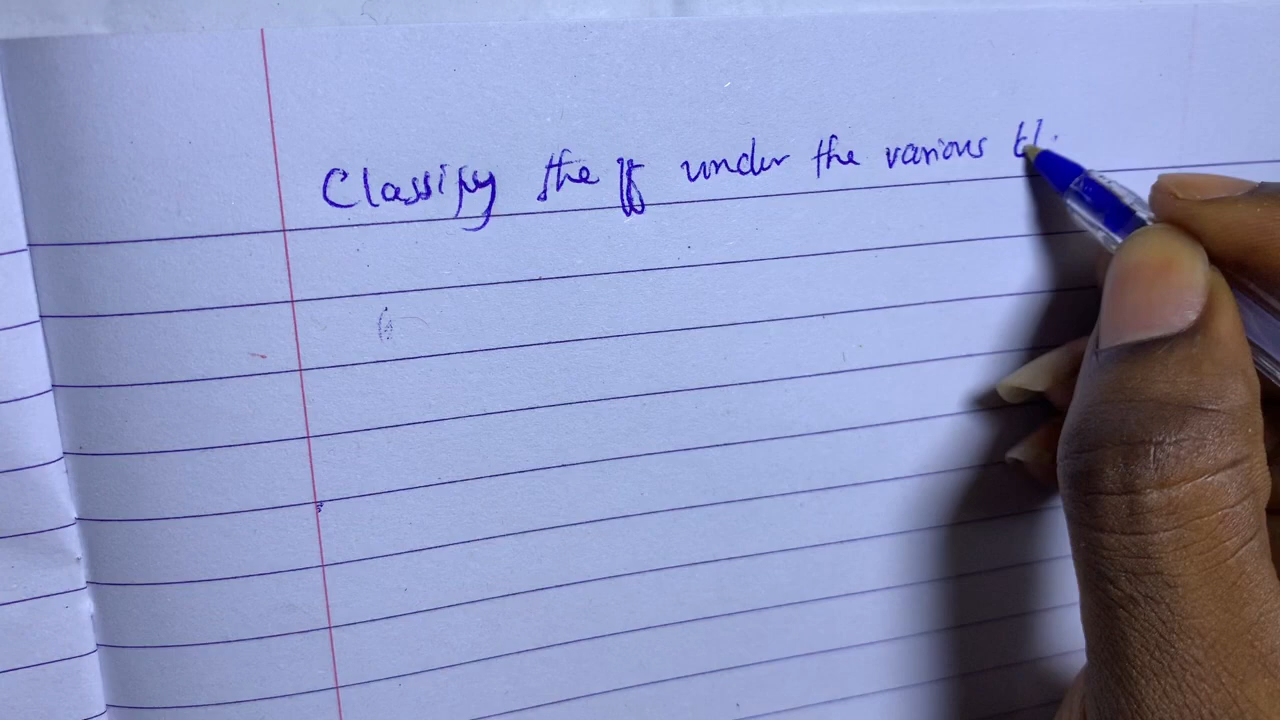 Classify the ff under the various